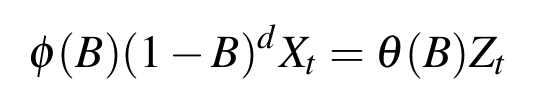 ϕ(B)(1 − B)^d X_t = θ(B)Z_t